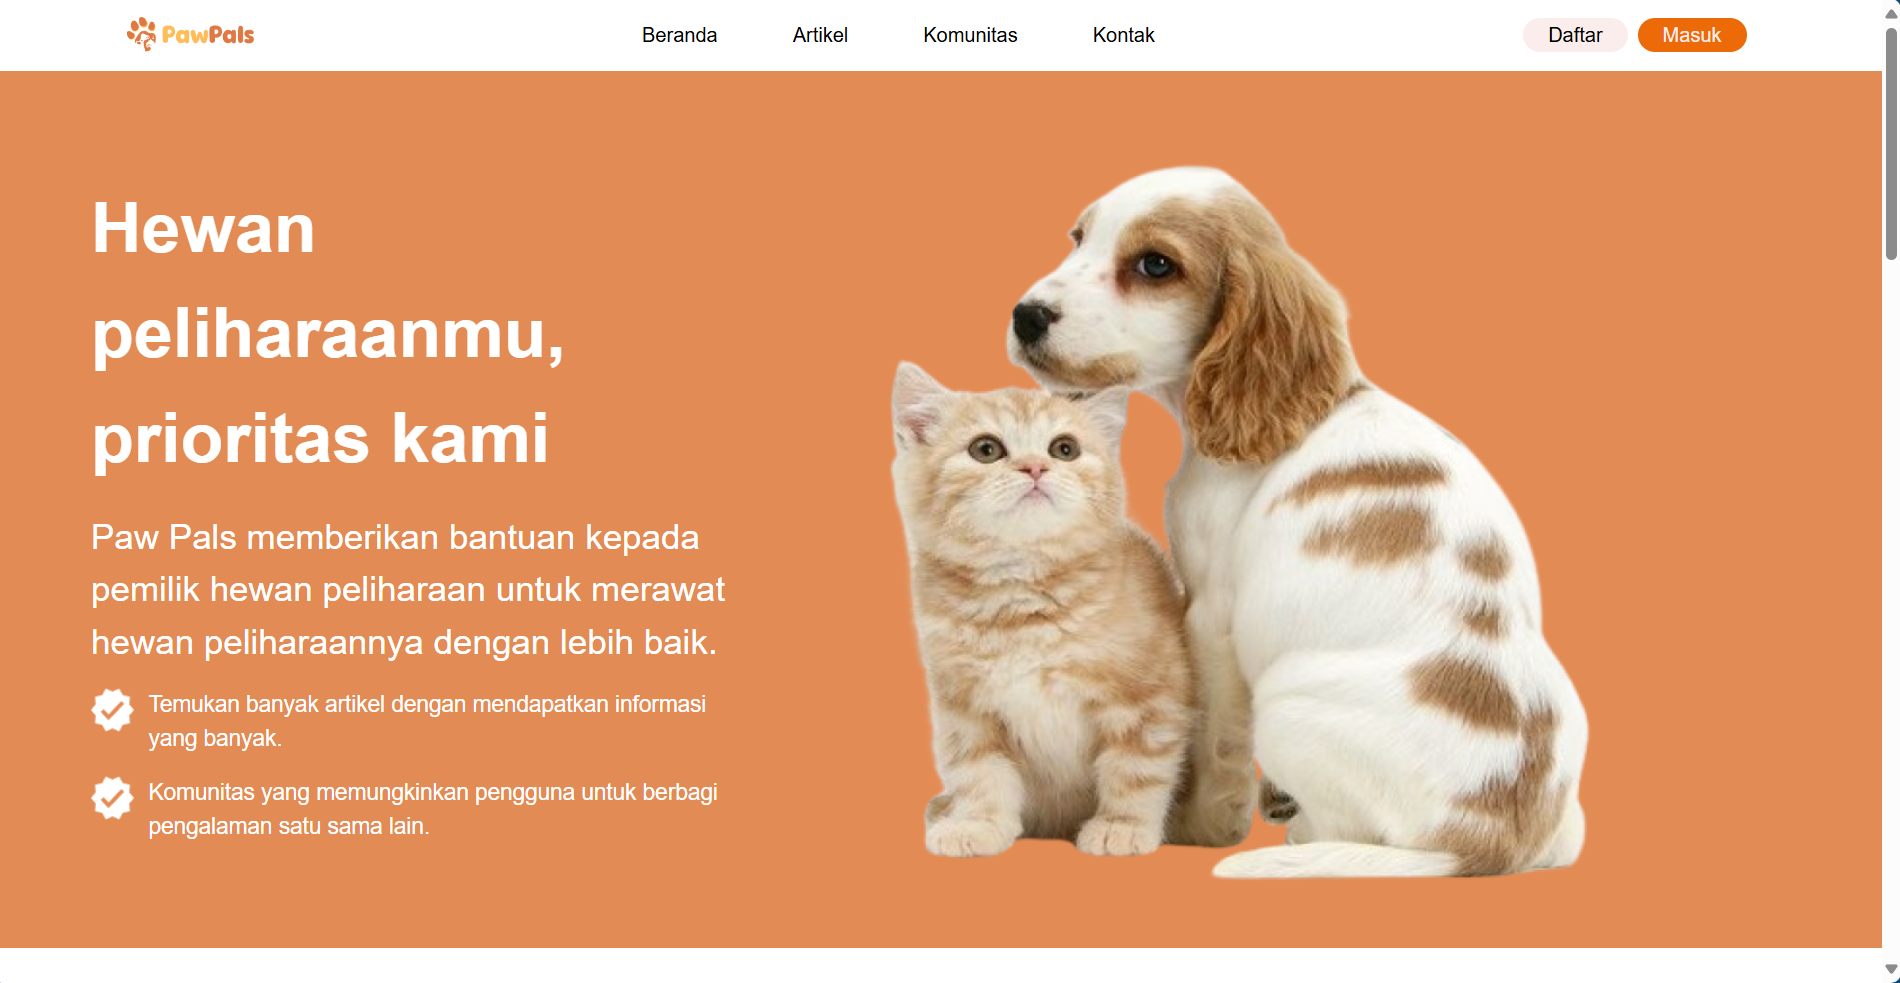 PawPals
Beranda
Artikel
Komunitas
Kontak
Daftar
Masuk
Hewan
peliharaanmu,
prioritas kami
Paw Pals memberikan bantuan kepada
pemilik hewan peliharaan untuk merawat
hewan peliharaannya dengan lebih baik.
Temukan banyak artikel dengan mendapatkan informasi
yang banyak.
Komunitas yang memungkinkan pengguna untuk berbagi
pengalaman satu sama lain.